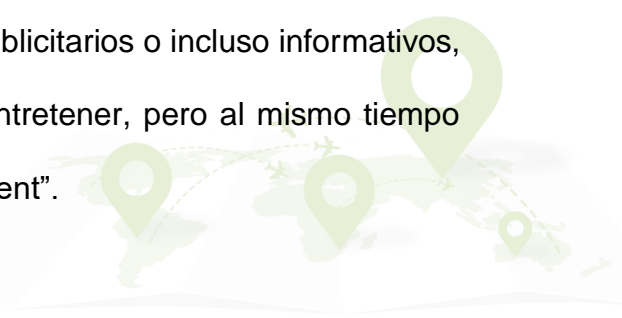 blicitarios o incluso informativos,
ntretener, pero al mismo tiempo
ent”.